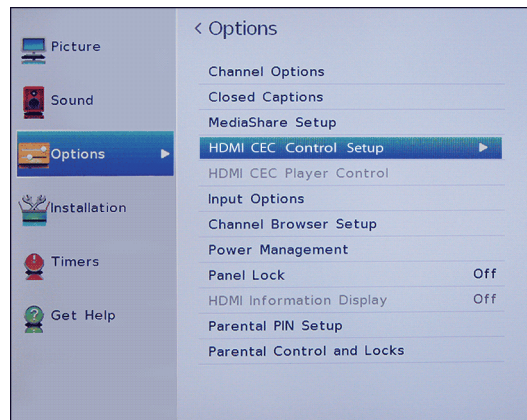 Picture
Sound
Options
Installation
Timers
Get Help
< Options
Channel Options
Closed Captions
MediaShare Setup
HDMI CEC Control Setup
HDMI CEC Player Control
Input Options
Channel Browser Setup
Power Management
Panel Lock Off
HDMI Information Display Off
Parental PIN Setup
Parental Control and Locks